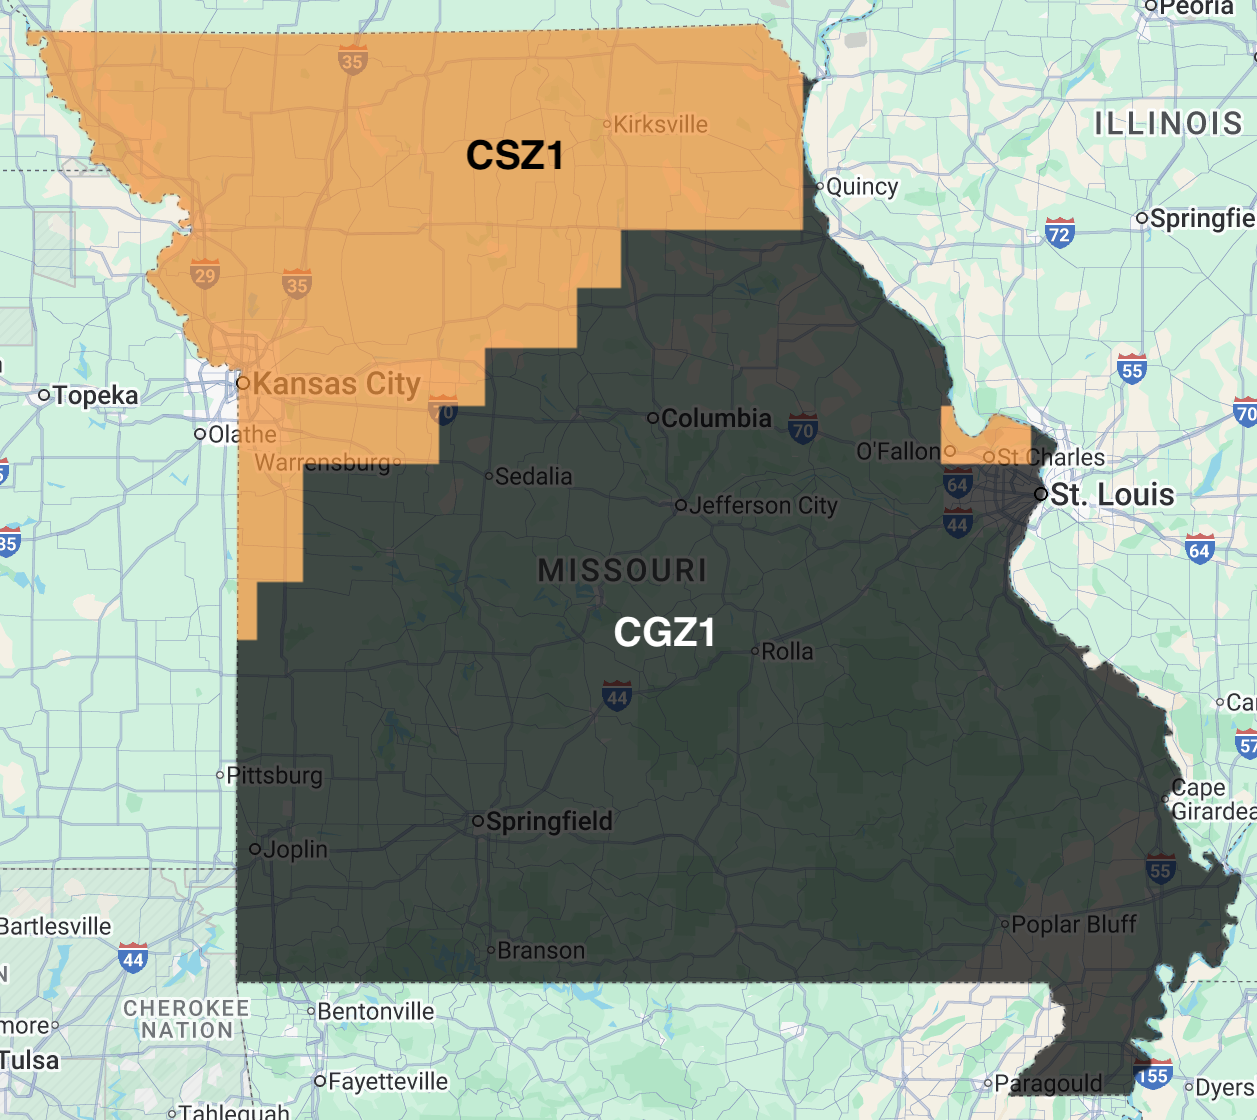 Peoria
35
Kirksville
ILLINOIS
CSZ1
Quincy
Springfie
72
29
35
55
Kansas City
Topeka
70
70
Columbia
70
Olathe
O'Fallon
St Charles
Warrensburg
Sedalia
64
St. Louis
Jefferson City
44
35
64
MISSOURI
CGZ1
Rolla
44
Ca
57
Pittsburg
Cape
Girardea
Springfield
Joplin
55
Bartlesville
Poplar Bluff
44
Branson
N
CHEROKEE
NATION
Bentonville
more
Tulsa
Fayetteville
Paragould
155
Dyers
Tahlequah